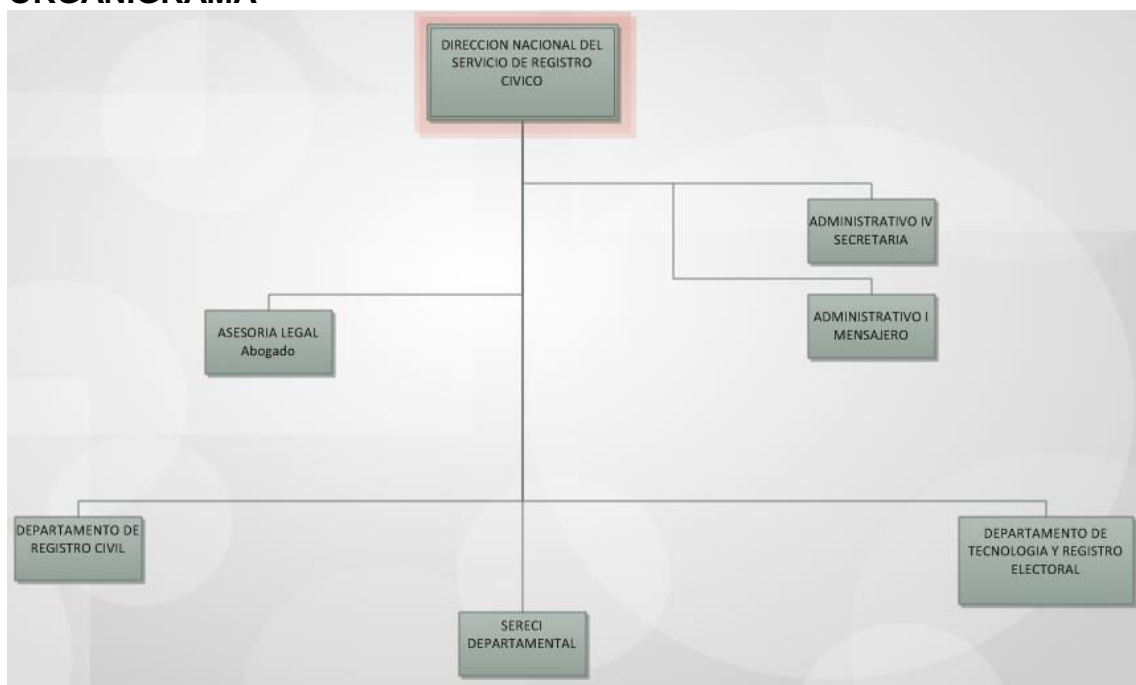 ORGANIGRAMA
DIRECCION NACIONAL DEL
SERVICIO DE REGISTRO
CIVICO
ADMINISTRATIVO IV
SECRETARIA
ADMINISTRATIVO I
MENSAJERO
ASESORIA LEGAL
Abogado
DEPARTAMENTO DE
REGISTRO CIVIL
DEPARTAMENTO DE
TECNOLOGIA Y REGISTRO
ELECTORAL
SERECI
DEPARTAMENTAL